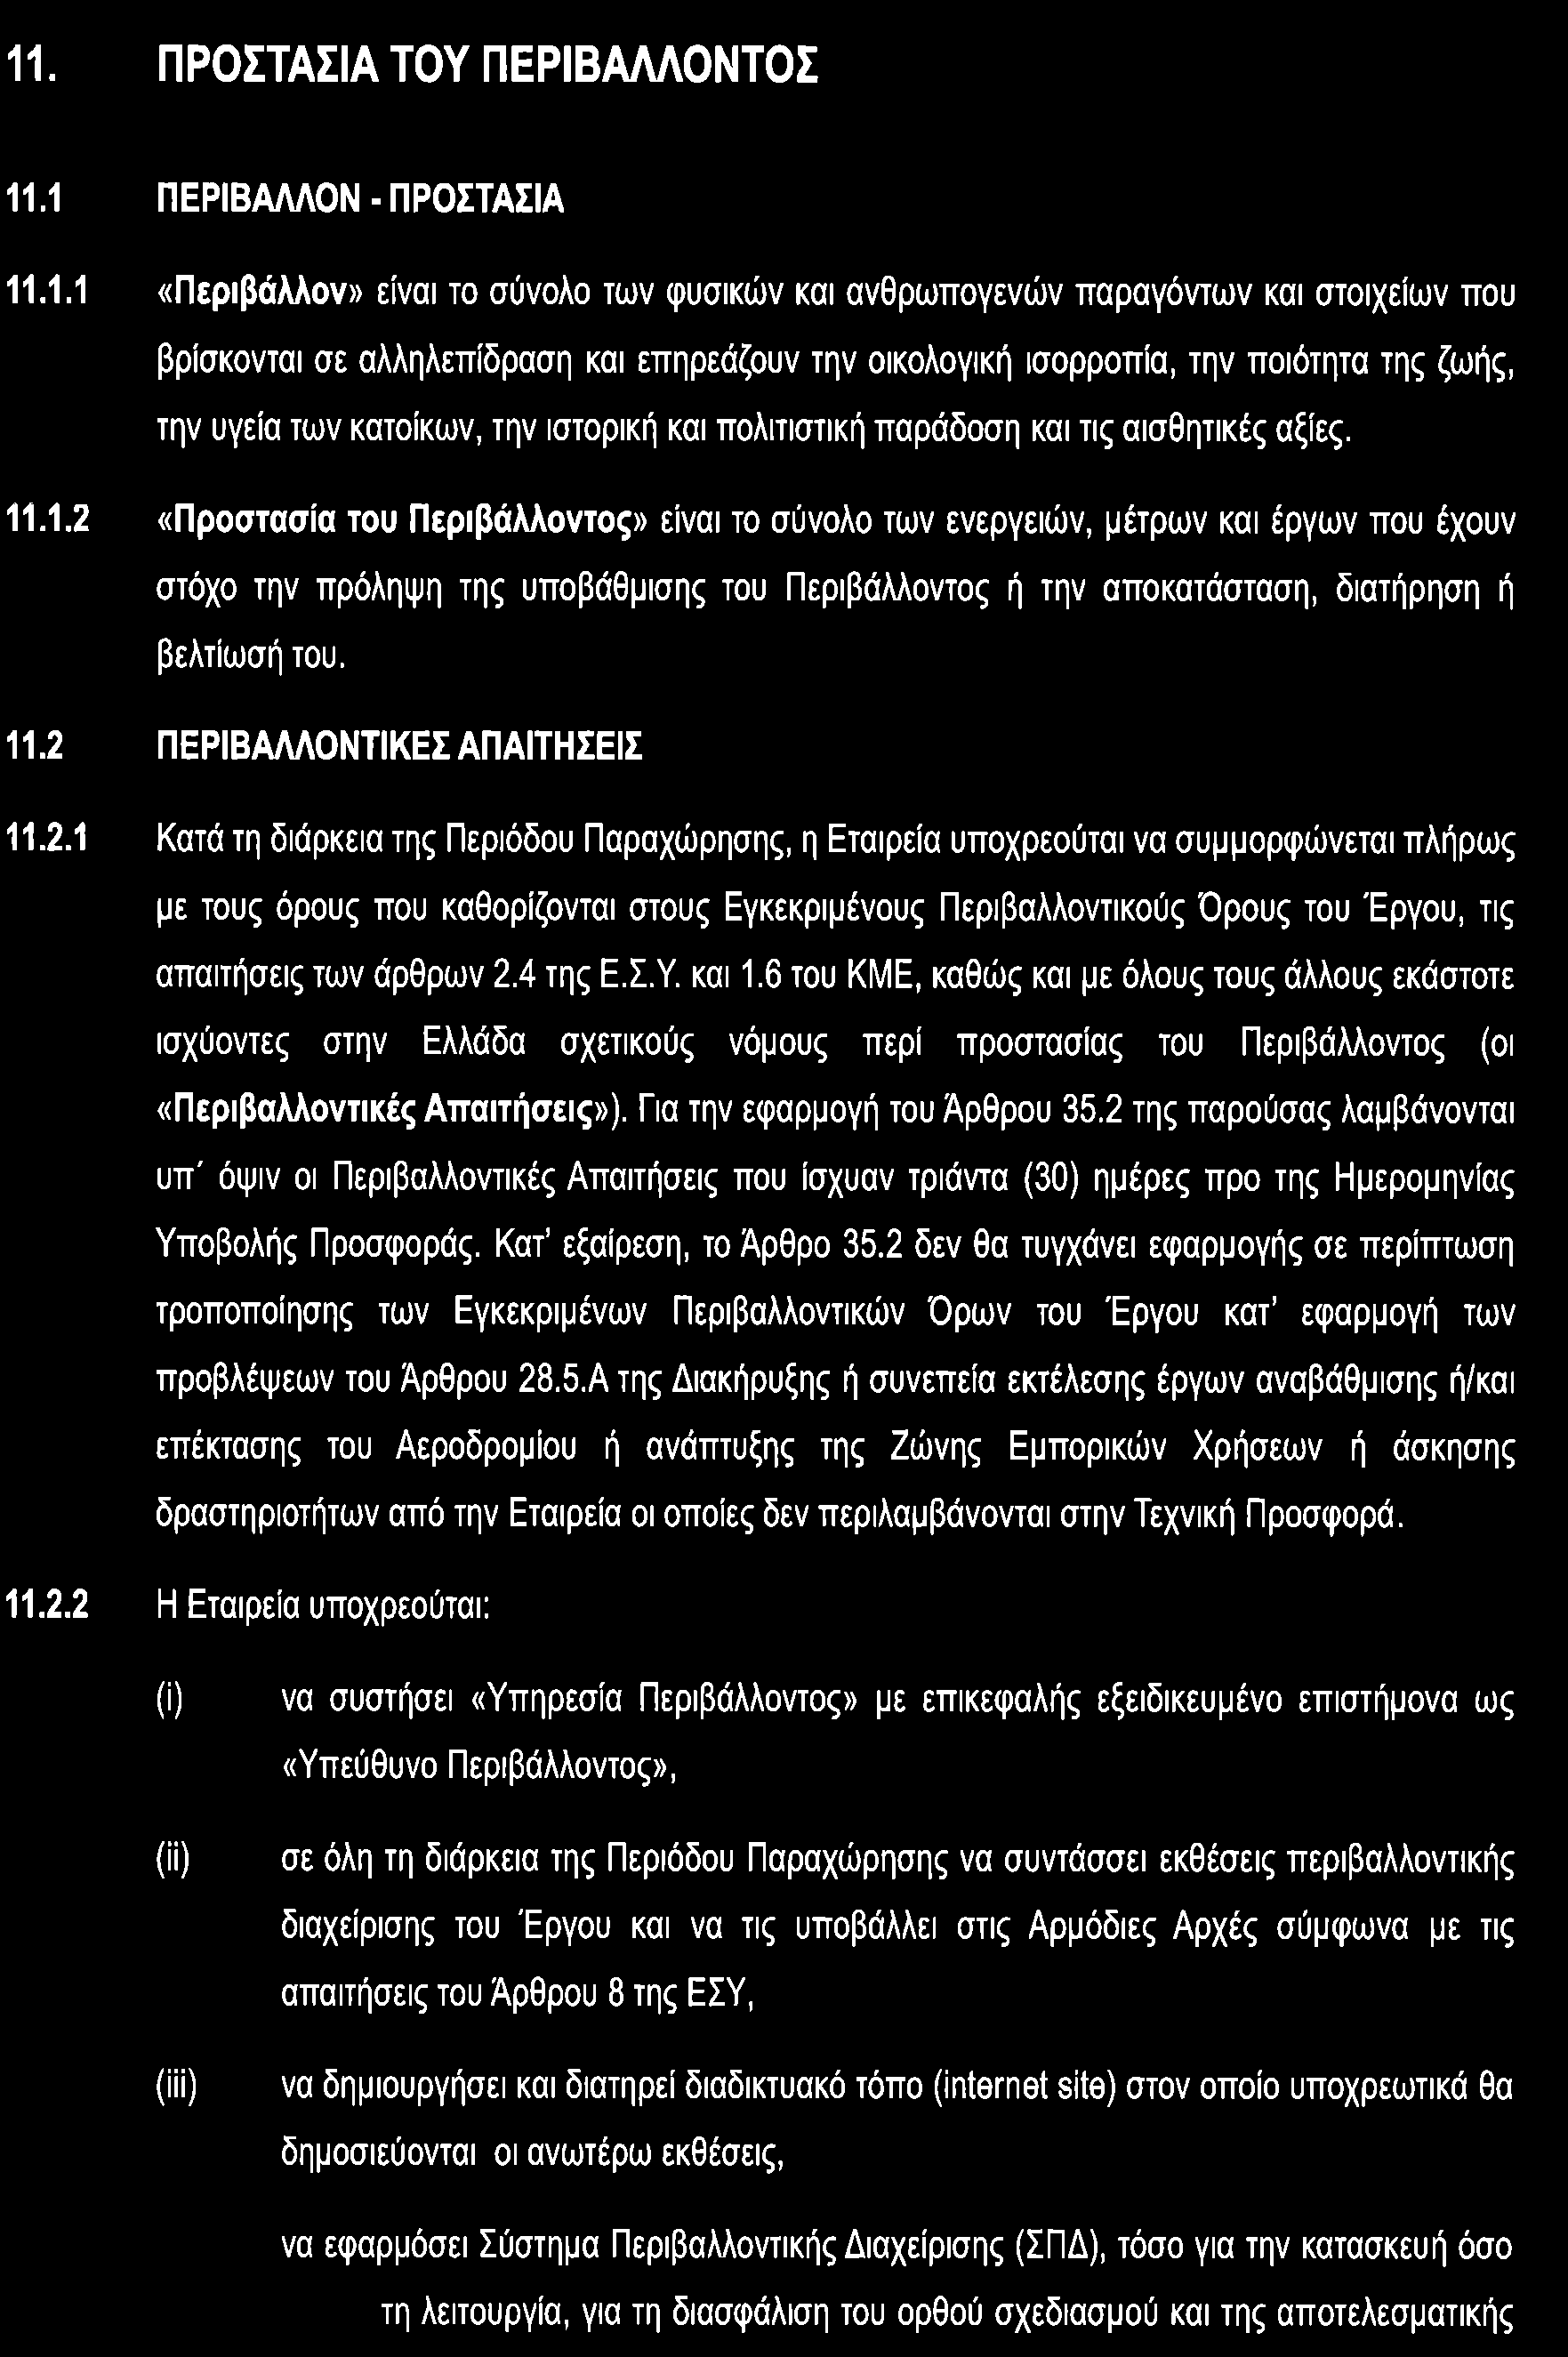 11. ΠΡΟΣΤΑΣΙΑ ΤΟΥ ΠΕΡΙΒΑΛΛΟΝΤΟΣ
11.1 ΠΕΡΙΒΑΛΛΟΝ - ΠΡΟΣΤΑΣΙΑ
11.1.1 «Περιβάλλον» είναι το σύνολο των φυσικών και ανθρωπογενών παραγόντων και στοιχείων που
βρίσκονται σε αλληλεπίδραση και επηρεάζουν την οικολογική ισορροπία, την ποιότητα της ζωής,
την υγεία των κατοίκων, την ιστορική και πολιτιστική παράδοση και τις αισθητικές αξίες.
11.1.2 «Προστασία του Περιβάλλοντος» είναι το σύνολο των ενεργειών, μέτρων και έργων που έχουν
στόχο την πρόληψη της υποβάθμισης του Περιβάλλοντος ή την αποκατάσταση, διατήρηση ή
βελτίωσή του.
11.2 ΠΕΡΙΒΑΛΛΟΝΤΙΚΕΣ ΑΠΑΙΤΗΣΕΙΣ
11.2.1 Κατά τη διάρκεια της Περιόδου Παραχώρησης, η Εταιρεία υποχρεούται να συμμορφώνεται πλήρως
με τους όρους που καθορίζονται στους Εγκεκριμένους Περιβαλλοντικούς Όρους του Έργου, τις
απαιτήσεις των άρθρων 2.4 της Ε.Σ.Υ. και 1.6 του ΚΜΕ, καθώς και με όλους τους άλλους εκάστοτε
ισχύοντες στην Ελλάδα σχετικούς νόμους περί προστασίας του Περιβάλλοντος (οι
«Περιβαλλοντικές Απαιτήσεις»). Για την εφαρμογή του Άρθρου 35.2 της παρούσας λαμβάνονται
υπ΄ όψιν οι Περιβαλλοντικές Απαιτήσεις που ίσχυαν τριάντα (30) ημέρες προ της Ημερομηνίας
Υποβολής Προσφοράς. Κατ’ εξαίρεση, το Άρθρο 35.2 δεν θα τυγχάνει εφαρμογής σε περίπτωση
τροποποίησης των Εγκεκριμένων Περιβαλλοντικών Όρων του Έργου κατ’ εφαρμογή των
προβλέψεων του Άρθρου 28.5.Α της Διακήρυξης ή συνεπεία εκτέλεσης έργων αναβάθμισης ή/και
επέκτασης του Αεροδρομίου ή ανάπτυξης της Ζώνης Εμπορικών Χρήσεων ή άσκησης
δραστηριοτήτων από την Εταιρεία οι οποίες δεν περιλαμβάνονται στην Τεχνική Προσφορά.
11.2.2 Η Εταιρεία υποχρεούται:
(i) να συστήσει «Υπηρεσία Περιβάλλοντος» με επικεφαλής εξειδικευμένο επιστήμονα ως
«Υπεύθυνο Περιβάλλοντος»,
(ii) σε όλη τη διάρκεια της Περιόδου Παραχώρησης να συντάσσει εκθέσεις περιβαλλοντικής
διαχείρισης του Έργου και να τις υποβάλλει στις Αρμόδιες Αρχές σύμφωνα με τις
απαιτήσεις του Άρθρου 8 της ΕΣΥ,
(iii) να δημιουργήσει και διατηρεί διαδικτυακό τόπο (internet site) στον οποίο υποχρεωτικά θα
δημοσιεύονται οι ανωτέρω εκθέσεις,
να εφαρμόσει Σύστημα Περιβαλλοντικής Διαχείρισης (ΣΠΔ), τόσο για την κατασκευή όσο
τη λειτουργία, για τη διασφάλιση του ορθού σχεδιασμού και της αποτελεσματικής